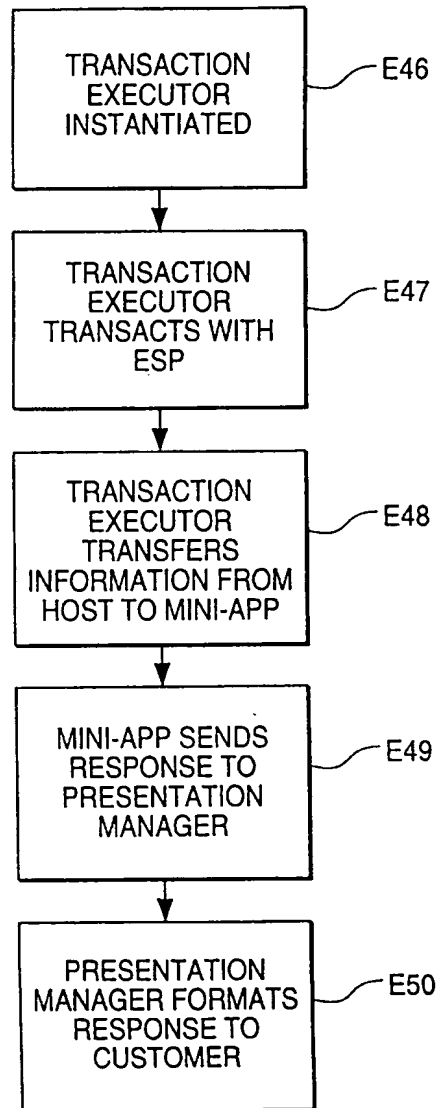 TRANSACTION
EXECUTOR
INSTANTIATED
E46
TRANSACTION
EXECUTOR
TRANSACTS WITH
ESP
E47
TRANSACTION
EXECUTOR
TRANSFERS
INFORMATION FROM
HOST TO MINI-APP
E48
MINI-APP SENDS
RESPONSE TO
PRESENTATION
MANAGER
E49
PRESENTATION
MANAGER FORMATS
RESPONSE TO
CUSTOMER
E50